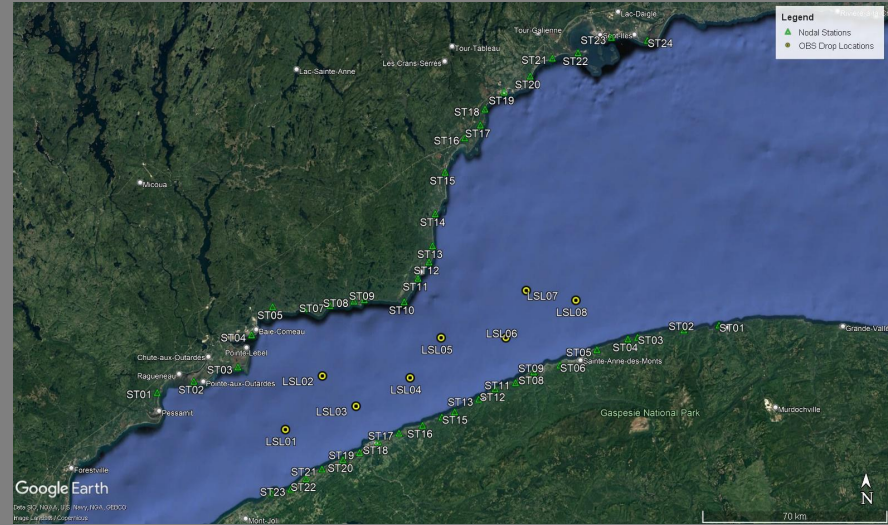 Legend
Nodal Stations
OBS Drop Locations
Lac-Daigle
Tour-Galienne
Sept-Iles
ST23
ST24
Tour-Tableau
Les Crans-Serrés
ST21
ST22
Lac-Sainte-Anne
ST20
ST19
ST18
ST17
ST16
ST15
Micoua
ST14
ST13
ST12
ST11
ST10
ST09
ST08
ST07
ST05
ST04
Baie-Comeau
Pointe-Lebel
Chute-aux-Outardes
ST03
Ragueneau
ST02
Pointe-aux-Outardes
ST01
Pessamit
Forestville
LSL07
LSL08
LSL06
LSL05
LSL02
LSL04
LSL03
LSL01
ST01
Grande-Vallé
ST02
ST03
ST04
ST05
Sainte-Anne-des-Monts
ST06
ST09
ST08
ST11
ST12
ST13
ST15
ST16
ST17
ST18
ST19
ST20
ST21
ST22
ST23
Gaspesie National Park
Murdochville
Mont-Joli
Google Earth
Data SIO, NOAA, U.S. Navy, NGA, GEBCO
Image Landsat / Copernicus
70 km
N